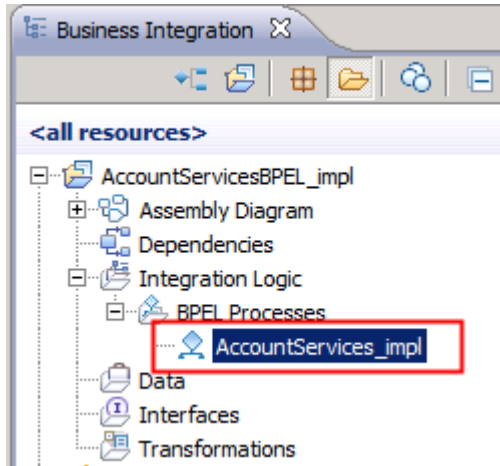 Business Integration
<all resources>
AccountServicesBPEL_impl
Assembly Diagram
Dependencies
Integration Logic
BPEL Processes
AccountServices_impl
Data
Interfaces
Transformations